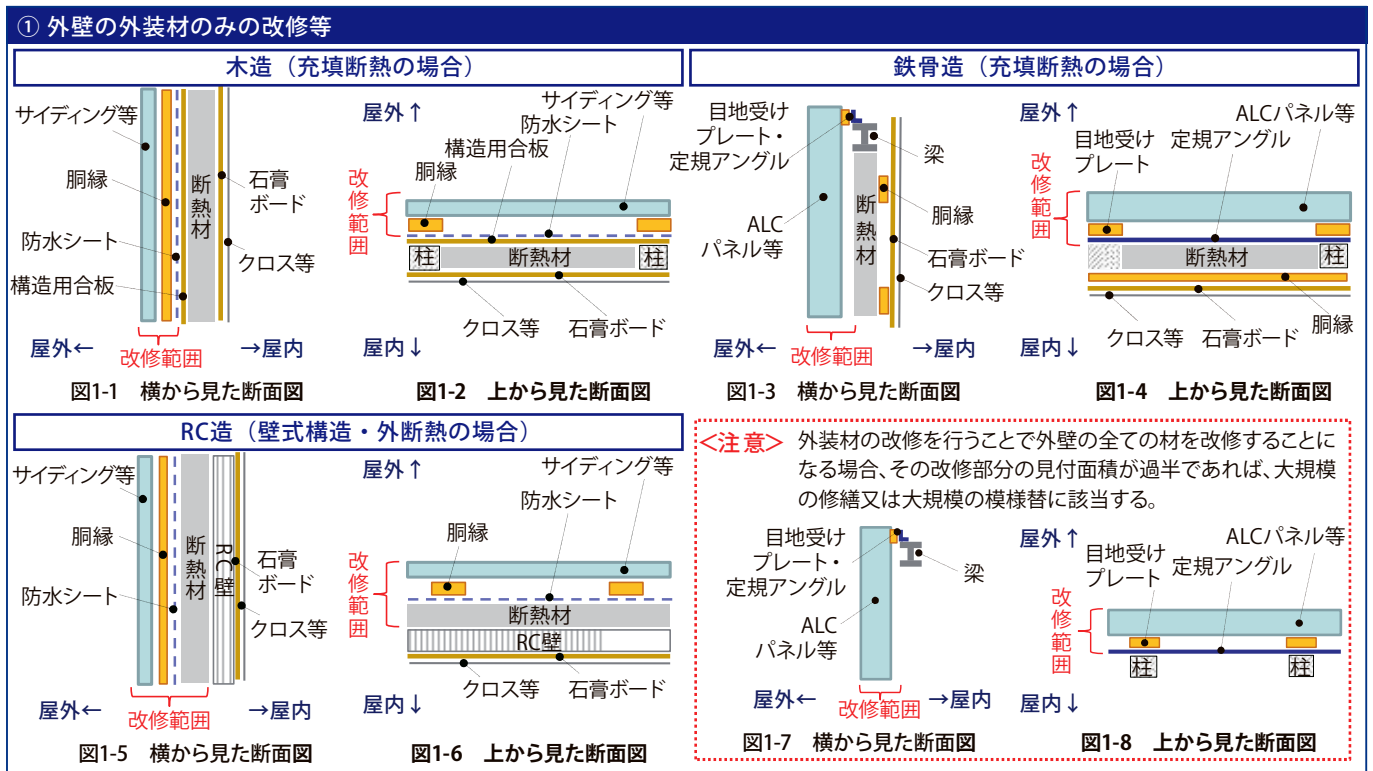 ① 外壁の外装材のみの改修等
木造（充填断熱の場合）
サイディング等
胴縁
防水シート
構造用合板
断熱材
石膏
ボード
クロス等
屋外←
改修範囲
→屋内
図1-1 横から見た断面図
屋外↑
サイディング等
防水シート
構造用合板
胴縁
改修範囲
柱
断熱材
柱
クロス等
石膏ボード
屋内↓
図1-2 上から見た断面図
鉄骨造（充填断熱の場合）
目地受け
プレート・
定規アングル
梁
ALC
パネル等
断熱材
胴縁
石膏ボード
クロス等
屋外←
改修範囲
→屋内
図1-3 横から見た断面図
屋外↑
ALCパネル等
目地受け
プレート
定規アングル
改修範囲
断熱材
柱
クロス等
石膏ボード
胴縁
屋内↓
図1-4 上から見た断面図
RC造（壁式構造・外断熱の場合）
サイディング等
胴縁
防水シート
断熱材
RC壁
石膏
ボード
クロス等
屋外←
改修範囲
→屋内
図1-5 横から見た断面図
屋外↑
サイディング等
防水シート
胴縁
改修範囲
断熱材
RC壁
クロス等
石膏ボード
屋内↓
図1-6 上から見た断面図
<注意> 外装材の改修を行うことで外壁の全ての材を改修することに
なる場合、その改修部分の見付面積が過半であれば、大規模
の修繕又は大規模の模様替に該当する。
目地受け
プレート・
定規アングル
梁
ALC
パネル等
屋外←
改修範囲
→屋内
図1-7 横から見た断面図
屋外↑
ALCパネル等
目地受け
プレート
定規アングル
改修範囲
柱
柱
屋内↓
図1-8 上から見た断面図